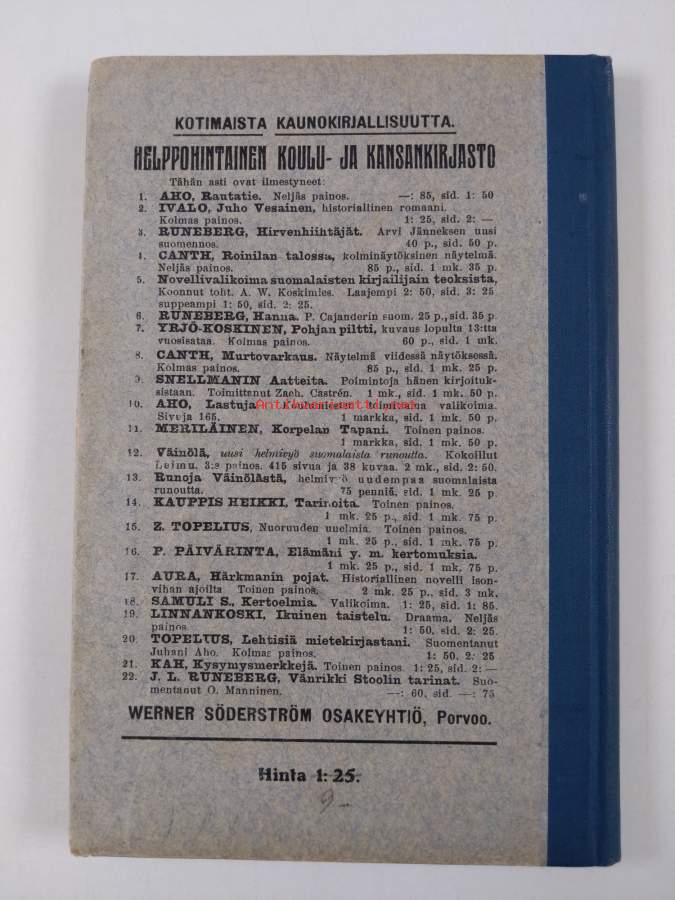 KOTIMAISTA KAUNOKIRJALLISUUTTA.
HELPPOHINTAINEN KOULU- JA KANSANKIRJASTO
Tähän asti ovat ilmestyneet:
1. AHO, Rautatie. Neljäs painos. —: 85, sid. 1: 50
2. IVALO, Juho Vesainen, historiallinen romaani.
Kolmas painos. 1: 25, sid. 2: —
3. RUNEBERG, Hirvenhiihtäjät. Arvi Jänneksen uusi
suomennos. 40 p., sid. 50 p.
4. CANTH, Roinilan talossa, kolminäytöksinen näytelmä.
Neljäs painos. 85 p., sid. 1 mk. 35 p.
5. Novellivalikoima suomalaisten kirjailijain teoksista,
Koonnut toht. A. W. Koskimies. Laajempi 2: 50, sid. 3: 25
suppeampi 1: 50, sid. 2: 25.
6. RUNEBERG, Hanna. P. Cajanderin suom. 25 p., sid. 35 p.
7. YRJÖ-KOSKINEN, Pohjan piltti, kuvaus lopulta 13:tta
vuosisataa. Kolmas painos. 60 p., sid. 1 mk.
8. CANTH, Murtovarkaus. Näytelmä viidessä näytöksessä.
Kolmas painos. 85 p., sid. 1 mk. 25 p.
9. SNELLMANIN Aatteita. Poimintoja hänen kirjoituk-
sistaan. Toimittanut Zach. Castrén. 1 mk., sid. 1 mk. 50 p.
10. AHO, Lastuja. toimittama valikoima.
Sivuja 165. 1 markka, sid. 1 mk. 50 p.
Antikvariaatti.net
11. MERILÄINEN, Korpelan Tapani. Toinen painos.
1 markka, sid. 1 mk. 50 p.
12. Väinölä, uusi helmivyö suomalaista runoutta. Kokoillut
Leimu. 3:s painos. 415 sivua ja 38 kuvaa. 2 mk., sid. 2: 50.
13. Runoja Väinölästä, helmivyö uudempaa suomalaista
runoutta. 75 penniä, sid. 1 mk. 25 p.
14. KAUPPIS HEIKKI, Tarinoita. Toinen painos.
1 mk. 25 p., sid. 1 mk. 75 p.
15. Z. TOPELIUS, Nuoruuden unelmia. Toinen painos.
1 mk. 25 p., sid. 1 mk. 75 p.
16. P. PÄIVÄRINTA, Elämäni y. m. kertomuksia.
1 mk. 25 p., sid. 1 mk. 75 p.
17. AURA, Härkmanin pojat. Historiallinen novelli ison-
vihan ajoilta Toinen painos. 2 mk. 25 p., sid. 3 mk.
18. SAMULI S., Kertoelmia. Valikoima. 1: 25, sid. 1: 85.
19. LINNANKOSKI, Ikuinen taistelu. Draama. Neljäs
painos 1: 50, sid. 2: 25.
20. TOPELIUS, Lehtisiä mietekirjastani. Suomentanut
Juhani Aho. Kolmas painos. 1: 50, 2: 25
21. KAH, Kysymysmerkkejä. Toinen painos. 1: 25, sid. 2: —
22. J. L. RUNEBERG, Vänrikki Stoolin tarinat. Suo-
mentanut O. Manninen. —: 60, sid. —: 75
WERNER SÖDERSTRÖM OSAKEYHTIÖ, Porvoo.
Hinta 1: 25.
9-